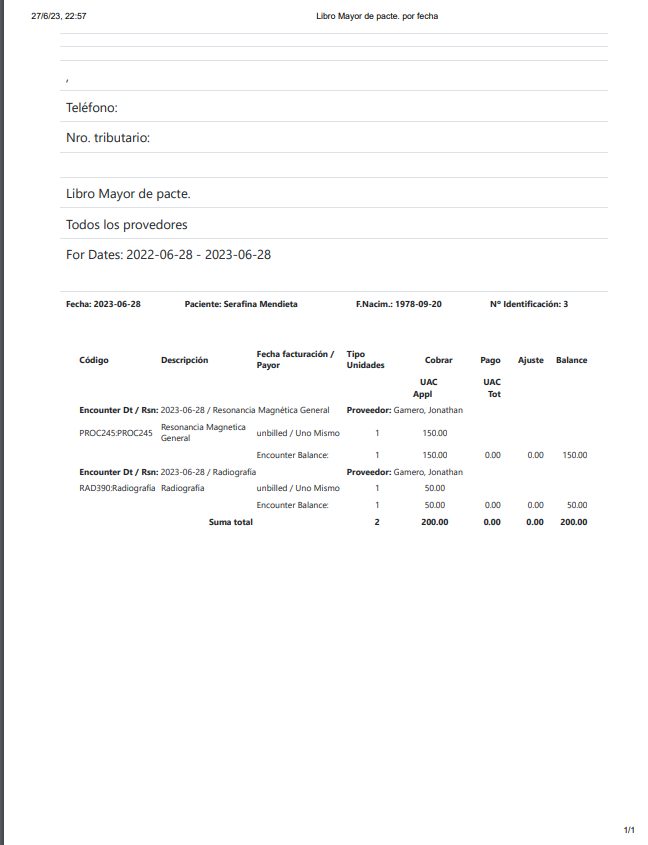 27/6/23, 22:57 Libro Mayor de pacte. por fecha
,
Teléfono:
Nro. tributario:
Libro Mayor de pacte.
Todos los provedores
For Dates: 2022-06-28 - 2023-06-28
Fecha: 2023-06-28 Paciente: Serafina Mendieta F.Nacim.: 1978-09-20 Nº Identificación: 3
Código Descripción Fecha facturación / Payor Tipo Unidades Cobrar Pago Ajuste Balance
UAC Appl UAC Tot
Encounter Dt / Rsn: 2023-06-28 / Resonancia Magnética General Proveedor: Gamero, Jonathan
PROC245:PROC245 Resonancia Magnetica General unbilled / Uno Mismo 1 150.00
Encounter Balance: 1 150.00 0.00 0.00 150.00
Encounter Dt / Rsn: 2023-06-28 / Radiografía Proveedor: Gamero, Jonathan
RAD390:Radiografía Radiografía unbilled / Uno Mismo 1 50.00
Encounter Balance: 1 50.00 0.00 0.00 50.00
Suma total 2 200.00 0.00 0.00 200.00
1/1